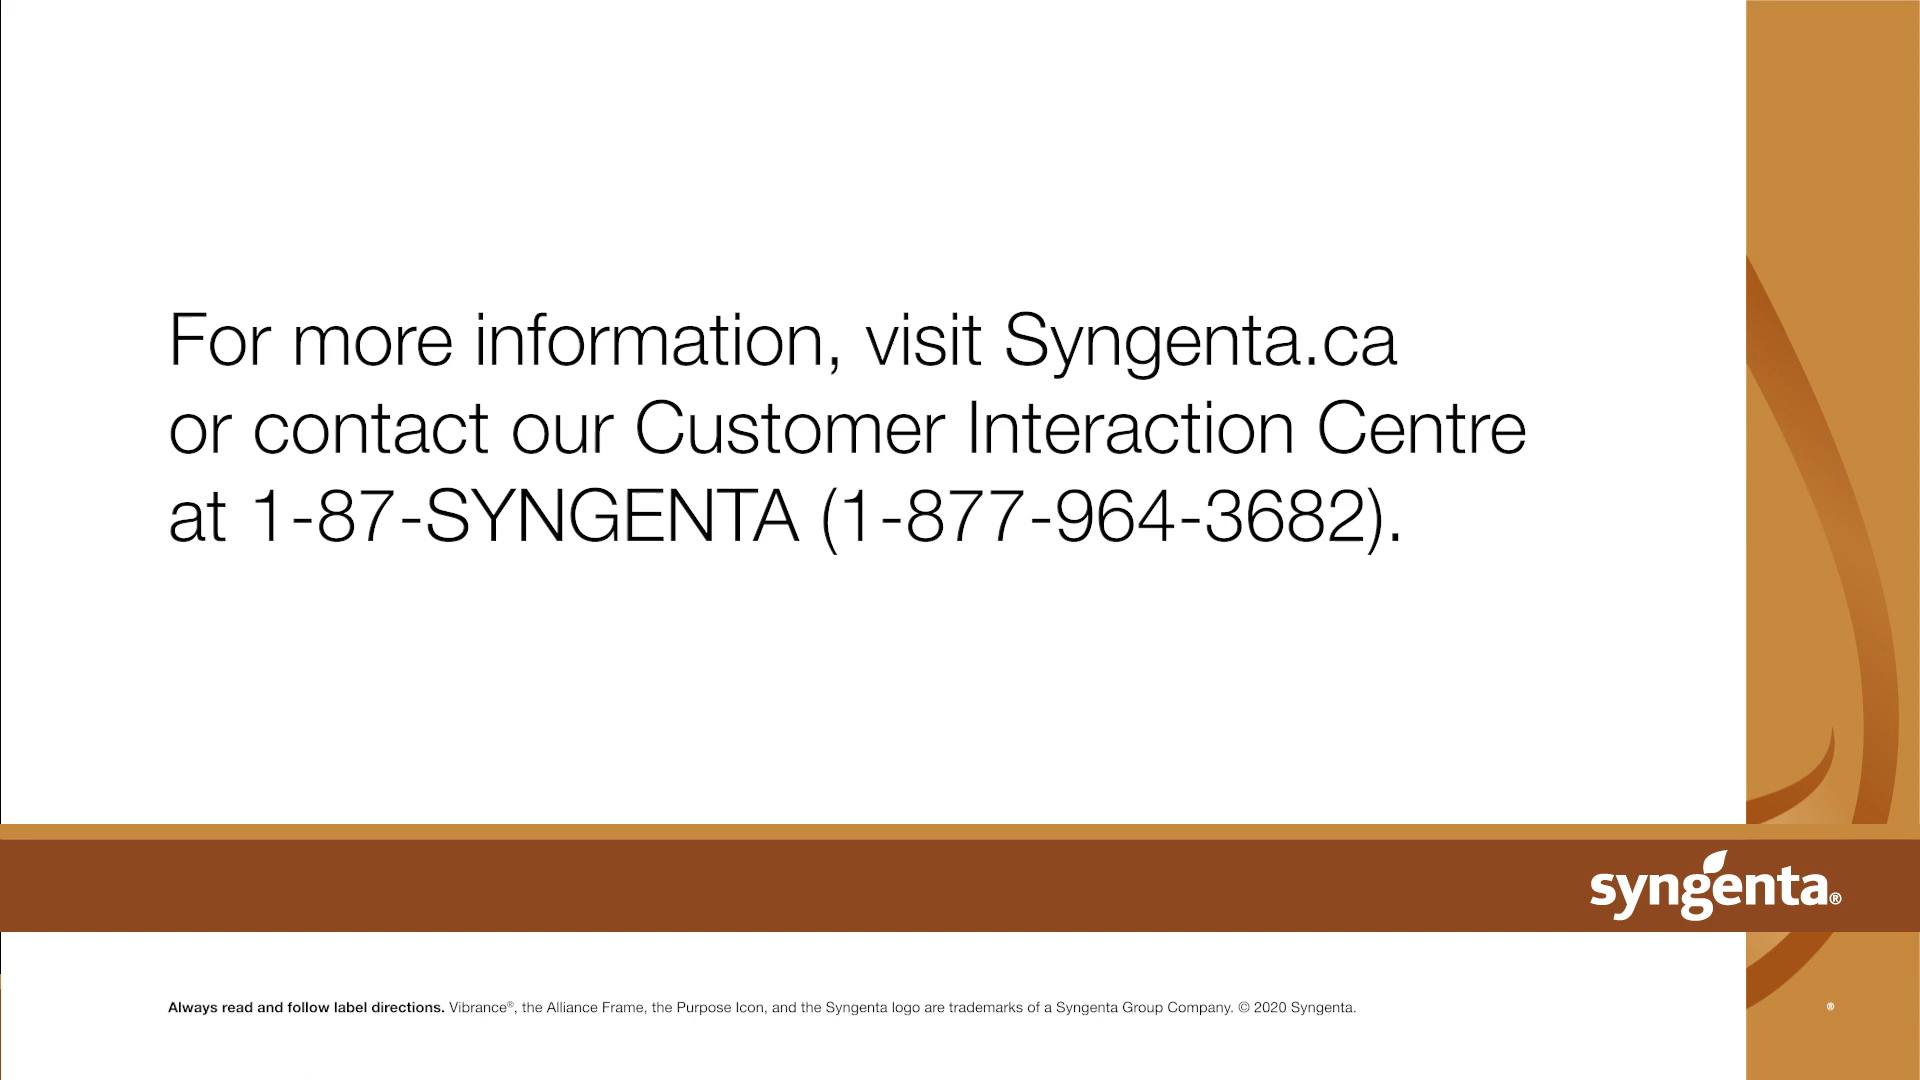 For more information, visit Syngenta.ca
or contact our Customer Interaction Centre
at 1-87-SYNGENTA (1-877-964-3682).
syngenta®
Always read and follow label directions. Vibrance®, the Alliance Frame, the Purpose Icon, and the Syngenta logo are trademarks of a Syngenta Group Company. © 2020 Syngenta.
®